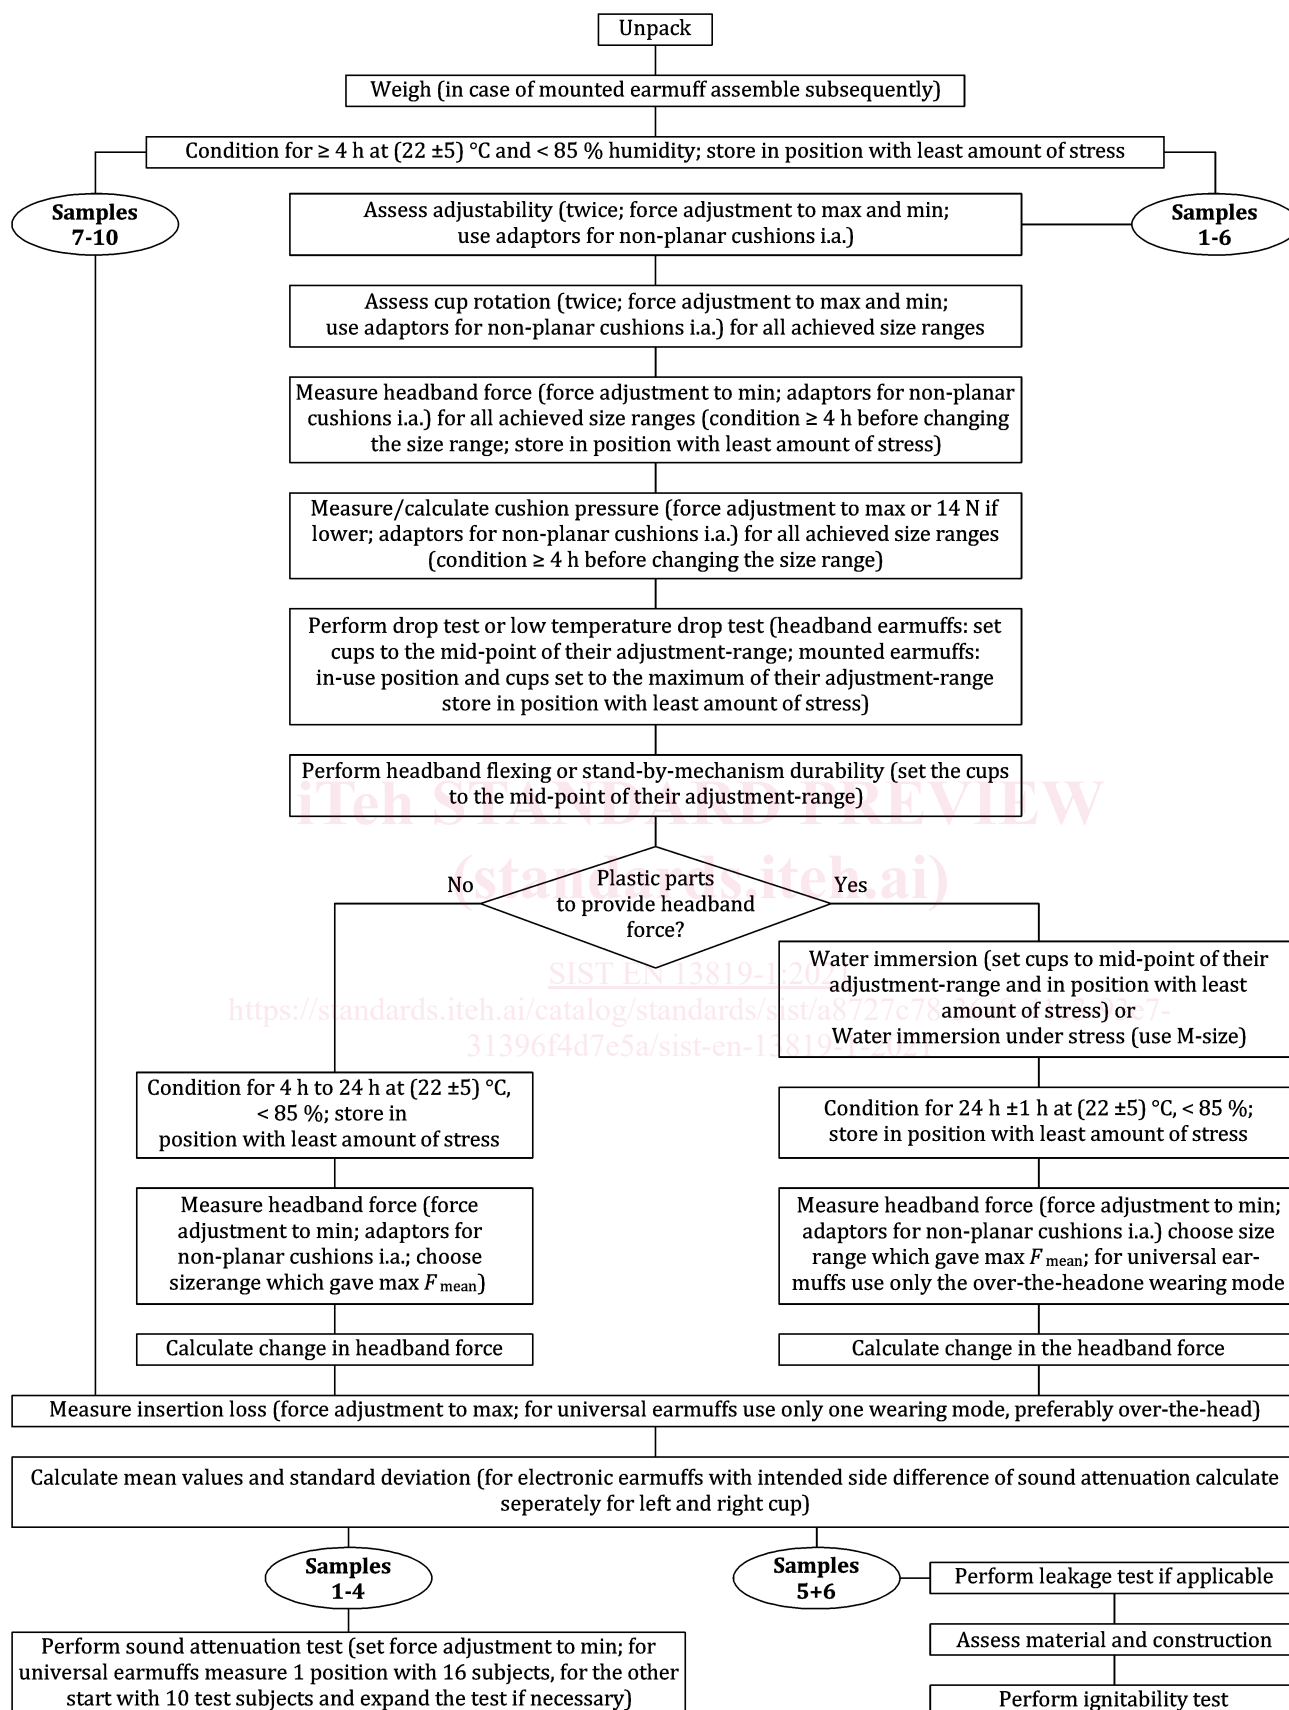 Unpack
Weigh (in case of mounted earmuff assemble subsequently)
Condition for ≥ 4 h at (22 ±5) °C and < 85 % humidity; store in position with least amount of stress
Samples
7-10
Assess adjustability (twice; force adjustment to max and min;
use adaptors for non-planar cushions i.a.)
Samples
1-6
Assess cup rotation (twice; force adjustment to max and min;
use adaptors for non-planar cushions i.a.) for all achieved size ranges
Measure headband force (force adjustment to min; adaptors for non-planar
cushions i.a.) for all achieved size ranges (condition ≥ 4 h before changing
the size range; store in position with least amount of stress)
Measure/calculate cushion pressure (force adjustment to max or 14 N if
lower; adaptors for non-planar cushions i.a.) for all achieved size ranges
(condition ≥ 4 h before changing the size range)
Perform drop test or low temperature drop test (headband earmuffs: set
cups to the mid-point of their adjustment-range; mounted earmuffs:
in-use position and cups set to the maximum of their adjustment-range
store in position with least amount of stress)
Perform headband flexing or stand-by-mechanism durability (set the cups
to the mid-point of their adjustment-range)
iTeh STANDARD PREVIEW
(standards.iteh.ai)
No
Plastic parts
to provide headband
force?
Yes
SIST EN 13819-1:2021
https://standards.iteh.ai/catalog/standards/sist/a8727c78-
31396f4d7e5a/sist-en-13819-1-2021
Water immersion (set cups to mid-point of their
adjustment-range and in position with least
amount of stress) or
Water immersion under stress (use M-size)
Condition for 4 h to 24 h at (22 ±5) °C,
< 85 %; store in
position with least amount of stress
Condition for 24 h ±1 h at (22 ±5) °C, < 85 %;
store in position with least amount of stress
Measure headband force (force
adjustment to min; adaptors for
non-planar cushions i.a.; choose
sizerange which gave max F mean)
Measure headband force (force adjustment to min;
adaptors for non-planar cushions i.a.) choose size
range which gave max F mean; for universal ear-
muffs use only the over-the-headone wearing mode
Calculate change in headband force
Calculate change in the headband force
Measure insertion loss (force adjustment to max; for universal earmuffs use only one wearing mode, preferably over-the-head)
Calculate mean values and standard deviation (for electronic earmuffs with intended side difference of sound attenuation calculate
seperately for left and right cup)
Samples
1-4
Samples
5+6
Perform leakage test if applicable
Assess material and construction
Perform ignitability test
Perform sound attenuation test (set force adjustment to min; for
universal earmuffs measure 1 position with 16 subjects, for the other
start with 10 test subjects and expand the test if necessary)